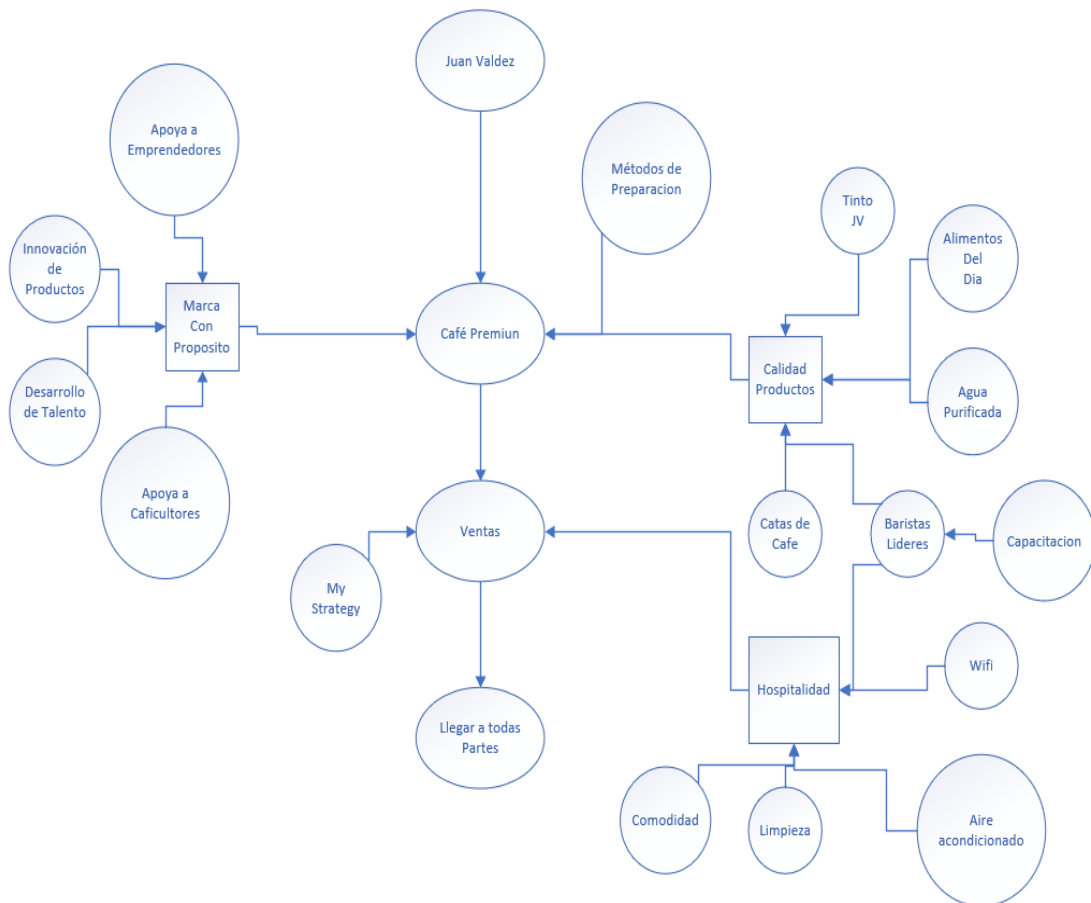 Juan Valdez
Apoya a
Emprendedores
Métodos de
Preparacion
Tinto
JV
Alimentos
Del
Dia
Innovación
de
Productos
Marca
Con
Proposito
Café Premiun
Calidad
Productos
Desarrollo
de Talento
Agua
Purificada
Apoya a
Caficultores
Ventas
Catas de
Cafe
Baristas
Lideres
Capacitacion
My
Strategy
Wifi
Hospitalidad
Llegar a todas
Partes
Comodidad
Limpieza
Aire
acondicionado